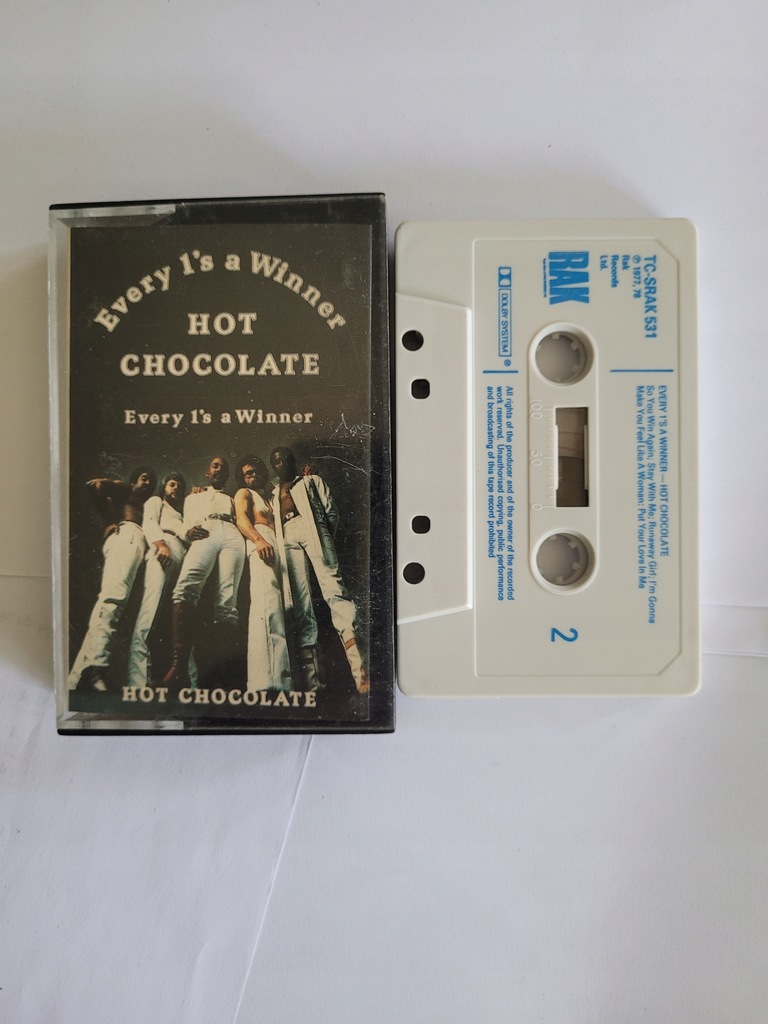 Every 1's a Winner
HOT
CHOCOLATE
Every 1's a Winner
HOT CHOCOLATE
TC-SRAK 531
℗ 1977, 78
Rak
Records
Ltd.
RAK
DOLBY SYSTEM ®
EVERY 1'S A WINNER — HOT CHOCOLATE
So You Win Again; Stay With Me; Runaway Girl; I'm Gonna
Make You Feel Like A Woman; Put Your Love In Me
100 50 0
All rights of the producer and of the owner of the recorded
work reserved. Unauthorised copying, public performance
and broadcasting of this tape record prohibited
2